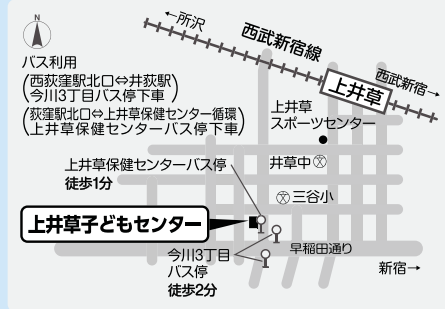 N
←所沢
西武新宿線
上井草
西武新宿→
バス利用
(西荻窪駅北口⇔井荻駅
今川3丁目バス停下車)
(荻窪駅北口⇔上井草保健センター循環
上井草保健センターバス停下車)
上井草
スポーツセンター
上井草保健センターバス停
徒歩1分
井草中文
文三谷小
上井草子どもセンター
今川3丁目
バス停
徒歩2分
早稲田通り
新宿→